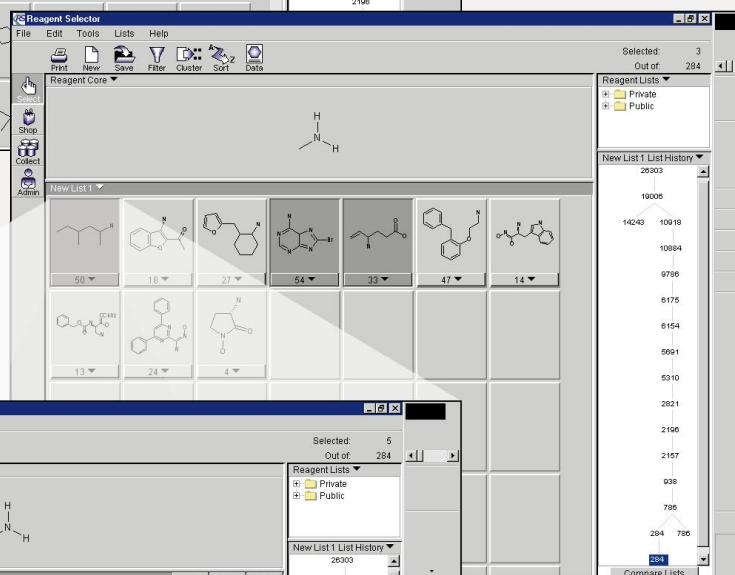 2196
RS Reagent Selector
File Edit Tools Lists Help
Print New Save Filter Cluster Sort Data
A Z
Selected: 3
Out of: 284
Select
Shop
Collect
Admin
Reagent Core
H
N
H
Reagent Lists
Private
Public
New List 1 List History
26303
19006
14243 10918
10884
9786
6175
6154
5691
5310
2821
2196
2157
938
786
284 786
284
Compare Lists
New List 1
50 18 27 54 33 47 14
13 24 4
Selected: 5
Out of: 284
Reagent Lists
Private
Public
H
N
H
New List 1 List History
26303